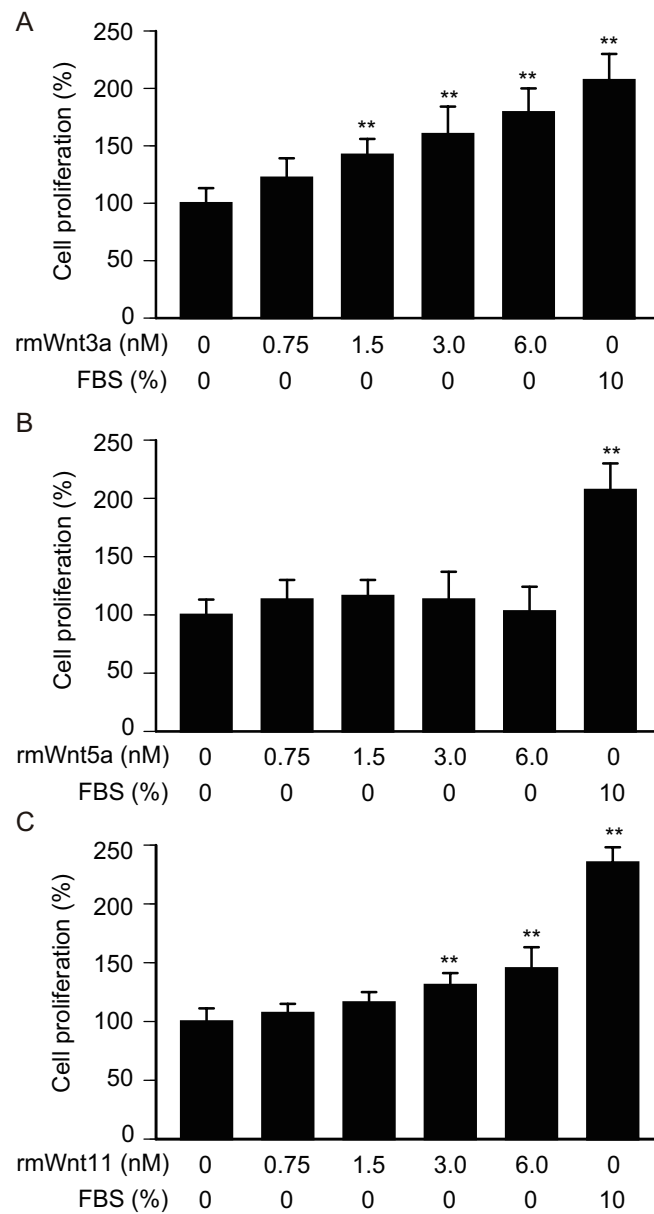 A
Cell proliferation (%)
250
200
150
100
50
0
** ** ** **
rmWnt3a (nM) 0 0.75 1.5 3.0 6.0 0
FBS (%) 0 0 0 0 0 10
B
Cell proliferation (%)
250
200
150
100
50
0
**
rmWnt5a (nM) 0 0.75 1.5 3.0 6.0 0
FBS (%) 0 0 0 0 0 10
C
Cell proliferation (%)
250
200
150
100
50
0
** ** **
rmWnt11 (nM) 0 0.75 1.5 3.0 6.0 0
FBS (%) 0 0 0 0 0 10